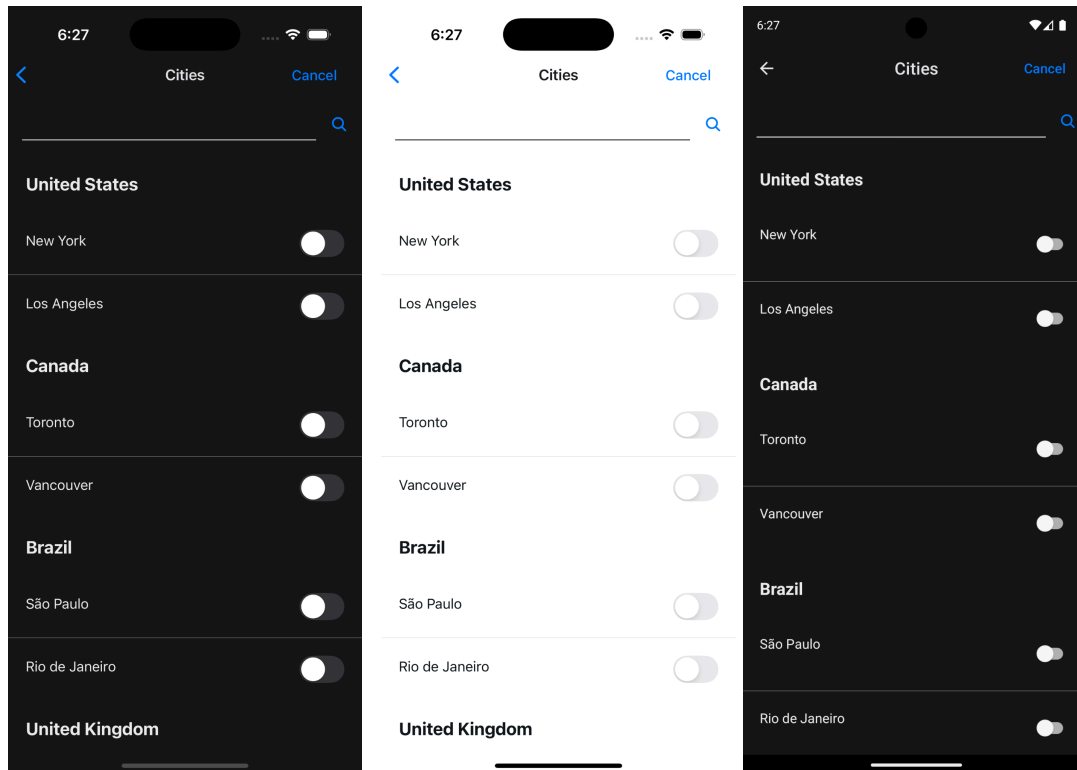 6:27
Cities
Cancel
United States
New York
Los Angeles
Canada
Toronto
Vancouver
Brazil
São Paulo
Rio de Janeiro
United Kingdom
6:27
Cities
Cancel
United States
New York
Los Angeles
Canada
Toronto
Vancouver
Brazil
São Paulo
Rio de Janeiro
United Kingdom
6:27
Cities
Cancel
United States
New York
Los Angeles
Canada
Toronto
Vancouver
Brazil
São Paulo
Rio de Janeiro